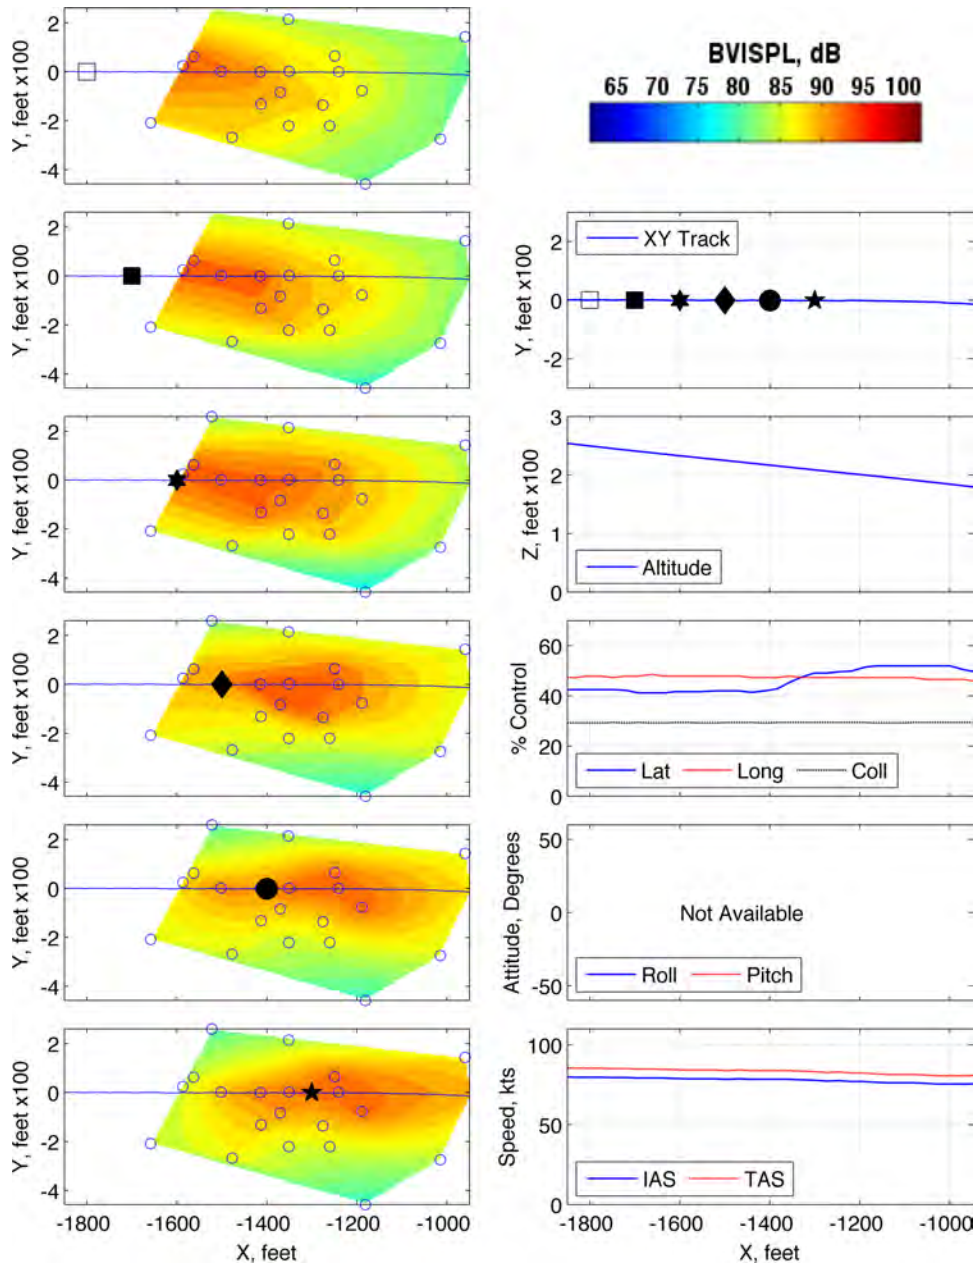 2
0
-2
-4
Y, feet x100
BVISPL, dB
65 70 78 80 85 90 95 100
2
0
-2
-4
Y, feet x100
2
0
-2
Y, feet x100
XY Track
2
0
-2
-4
Y, feet x100
3
2
1
0
Z, feet x100
Altitude
2
0
-2
-4
Y, feet x100
60
40
20
0
% Control
Lat Long Coll
2
0
-2
-4
Y, feet x100
50
0
-50
Attitude, Degrees
Not Available
Roll Pitch
2
0
-2
-4
Y, feet x100
-1800 -1600 -1400 -1200 -1000
X, feet
100
50
0
Speed, kts
IAS TAS
-1800 -1600 -1400 -1200 -1000
X, feet